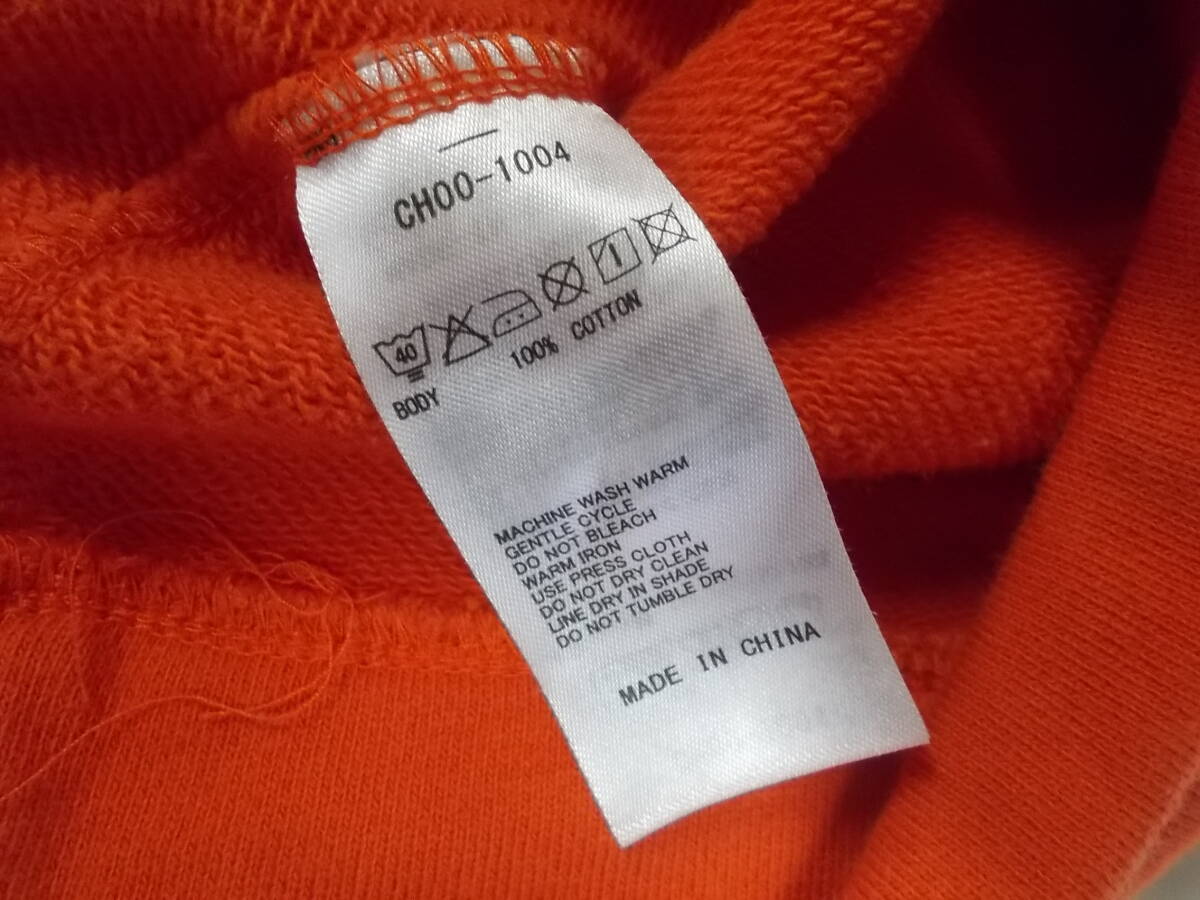 CH00-1004
40
BODY 100% COTTON
MACHINE WASH WARM
GENTLE CYCLE
DO NOT BLEACH
WARM IRON
USE PRESS CLOTH
DO NOT DRY CLEAN
LINE DRY IN SHADE
DO NOT TUMBLE DRY
MADE IN CHINA